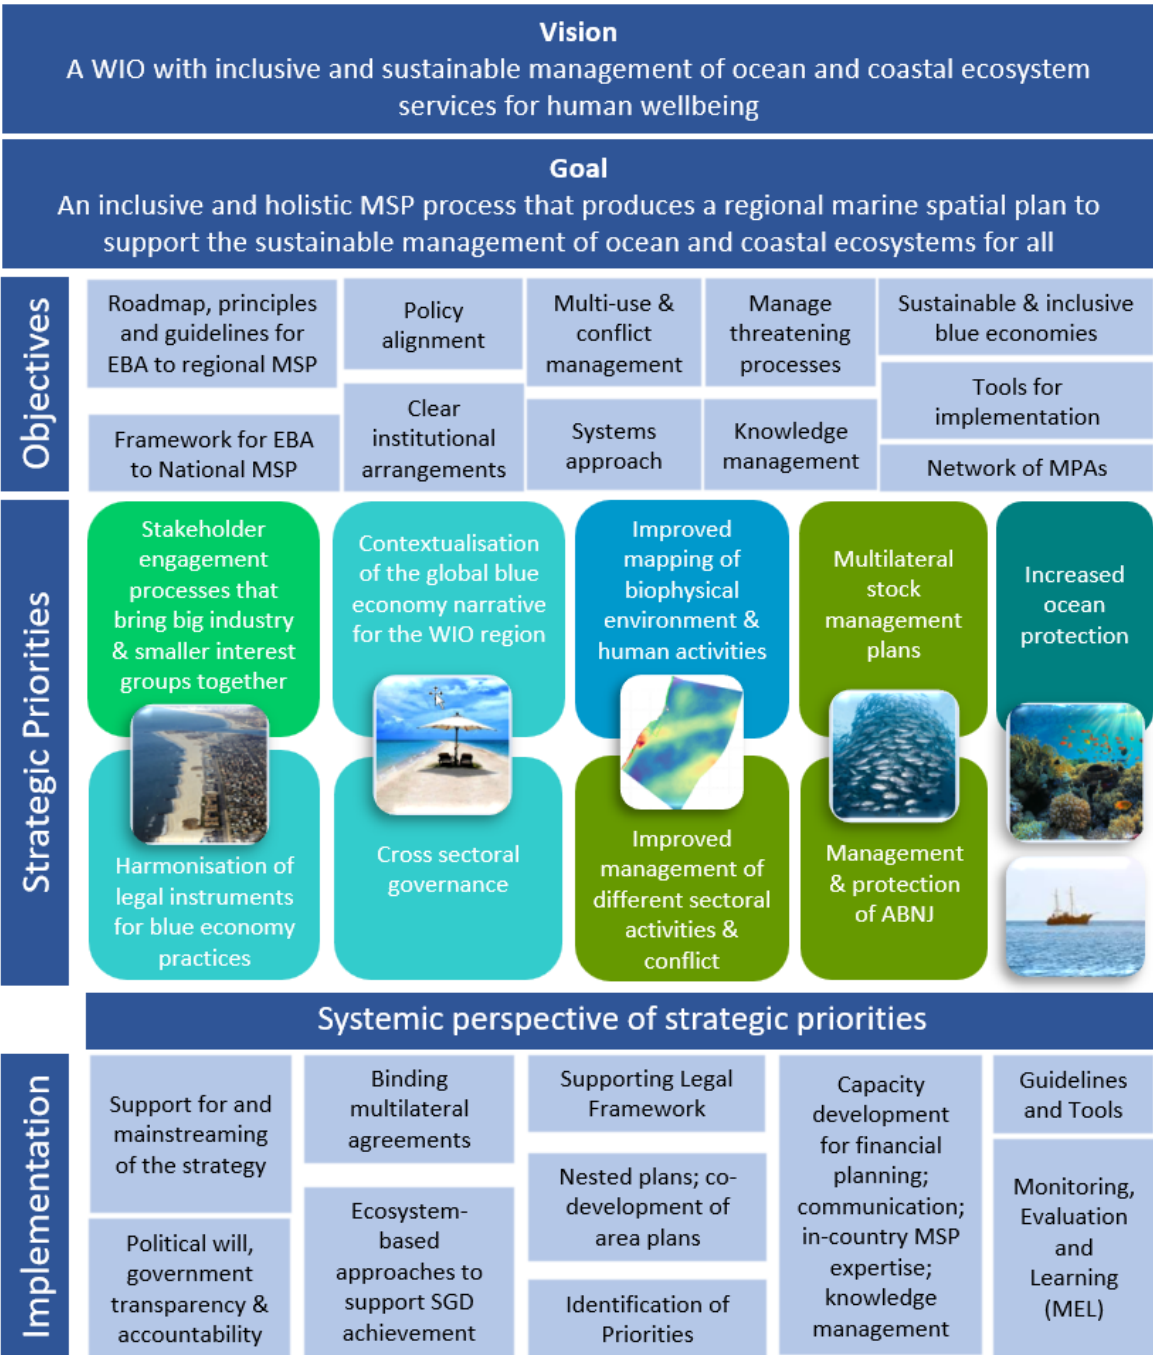 Vision
A WIO with inclusive and sustainable management of ocean and coastal ecosystem
services for human wellbeing
Goal
An inclusive and holistic MSP process that produces a regional marine spatial plan to
support the sustainable management of ocean and coastal ecosystems for all
Objectives
Roadmap, principles
and guidelines for
EBA to regional MSP
Framework for EBA
to National MSP
Policy
alignment
Clear
institutional
arrangements
Multi-use &
conflict
management
Systems
approach
Manage
threatening
processes
Knowledge
management
Sustainable & inclusive
blue economies
Tools for
implementation
Network of MPAs
Strategic Priorities
Stakeholder
engagement
processes that
bring big industry
& smaller interest
groups together
Contextualisation
of the global blue
economy narrative
for the WIO region
Improved
mapping of
biophysical
environment &
human activities
Multilateral
stock
management
plans
Increased
ocean
protection
Harmonisation of
legal instruments
for blue economy
practices
Cross sectoral
governance
Improved
management of
different sectoral
activities &
conflict
Management
& protection
of ABNJ
Systemic perspective of strategic priorities
Implementation
Support for and
mainstreaming
of the strategy
Political will,
government
transparency &
accountability
Binding
multilateral
agreements
Ecosystem-
based
approaches to
support SGD
achievement
Supporting Legal
Framework
Nested plans; co-
development of
area plans
Identification of
Priorities
Capacity
development
for financial
planning;
communication;
in-country MSP
expertise;
knowledge
management
Guidelines
and Tools
Monitoring,
Evaluation
and
Learning
(MEL)